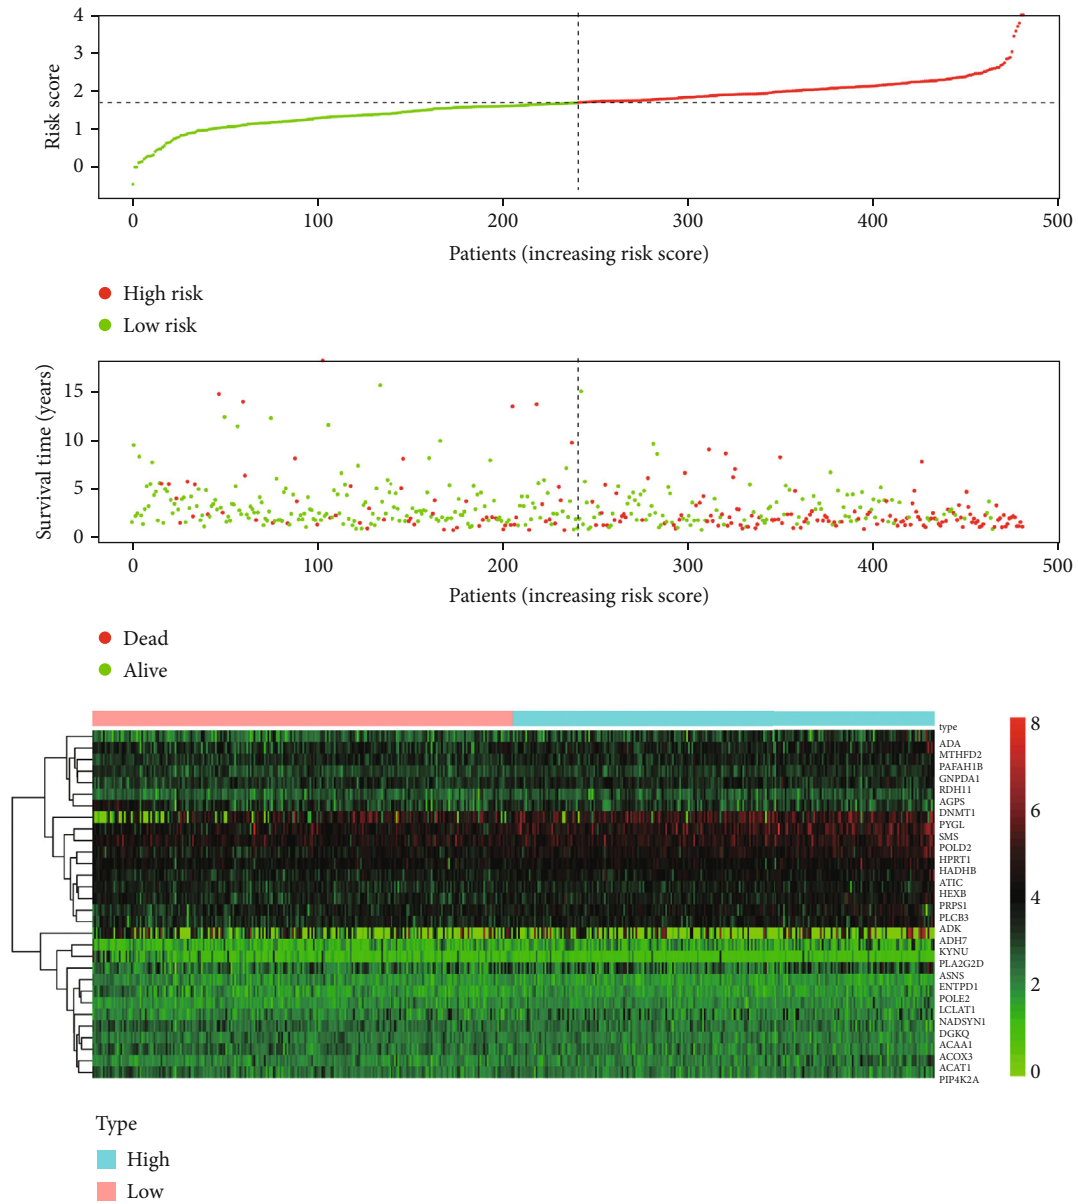 4
3
2
1
0
Risk score
0 100 200 300 400 500
Patients (increasing risk score)
High risk
Low risk
15
10
5
0
Survival time (years)
0 100 200 300 400 500
Patients (increasing risk score)
Dead
Alive
type
ADA
MTHFD2
PAFAH1B
GNPDA1
RDH11
AGPS
DNMT1
PYGL
SMS
POLD2
HPRT1
HADHB
ATIC
HEXB
PRPS1
PLCB3
ADK
ADH7
KYNU
PLA2G2D
ASNS
ENTPD1
POLE2
LCLAT1
NADSYN1
DGKQ
ACAA1
ACOX3
ACAT1
PIP4K2A
8
6
4
2
0
Type
High
Low